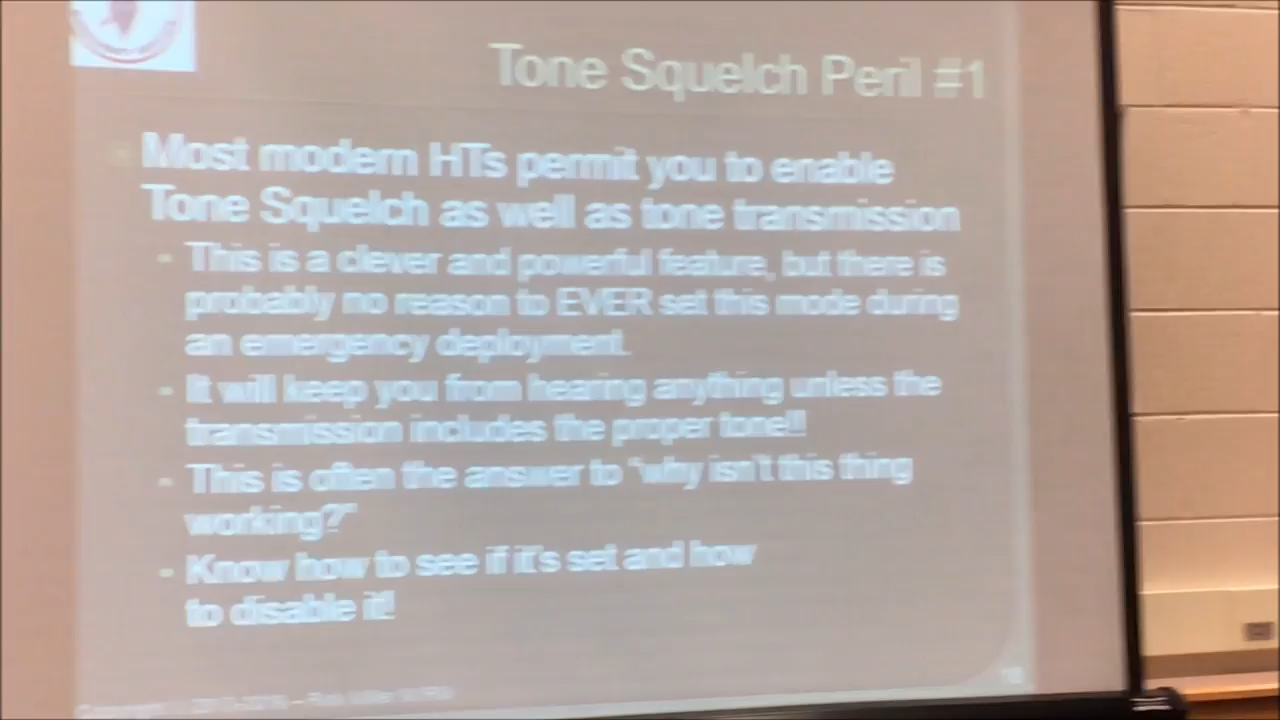 Tone Squelch Peril #1
Most modern HTs permit you to enable
Tone Squelch as well as tone transmission
- This is a clever and powerful feature, but there is
probably no reason to EVER set this mode during
an emergency deployment.
- It will keep you from hearing anything unless the
transmission includes the proper tone!!
- This is often the answer to "why isn't this thing
working?"
- Know how to see if it's set and how
to disable it!